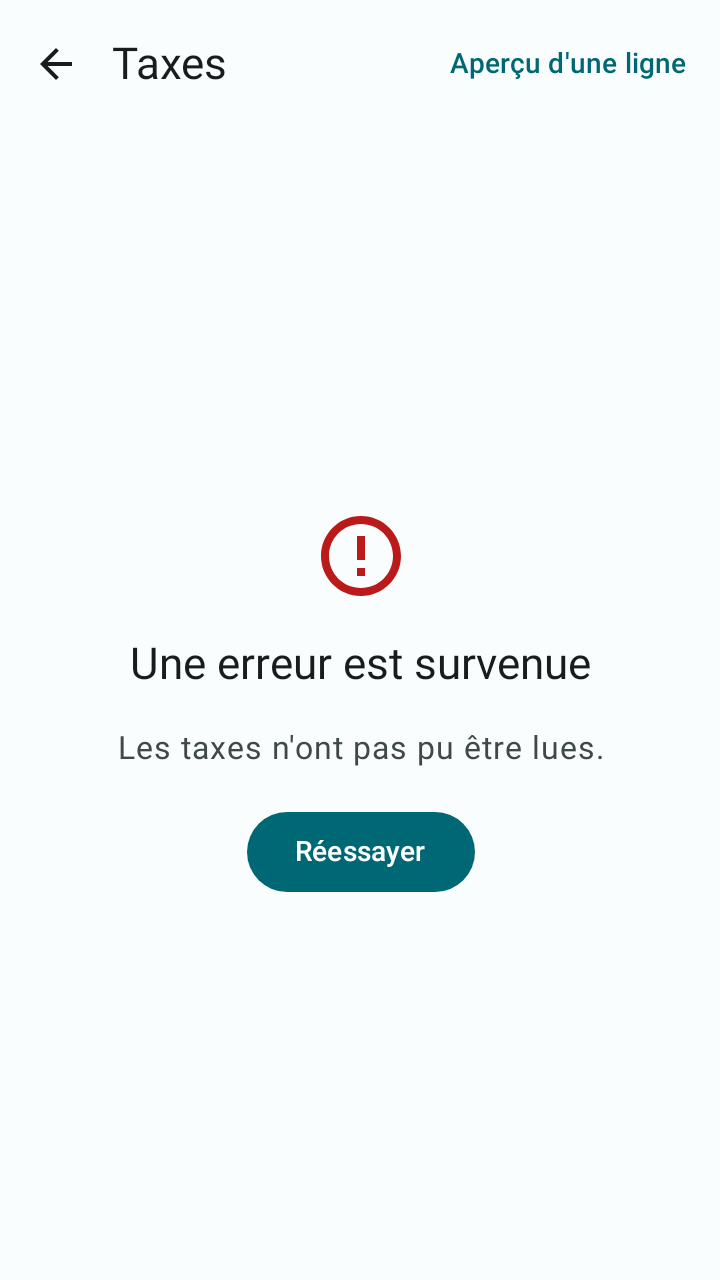 Taxes
Aperçu d'une ligne
Une erreur est survenue
Les taxes n'ont pas pu être lues.
Réessayer